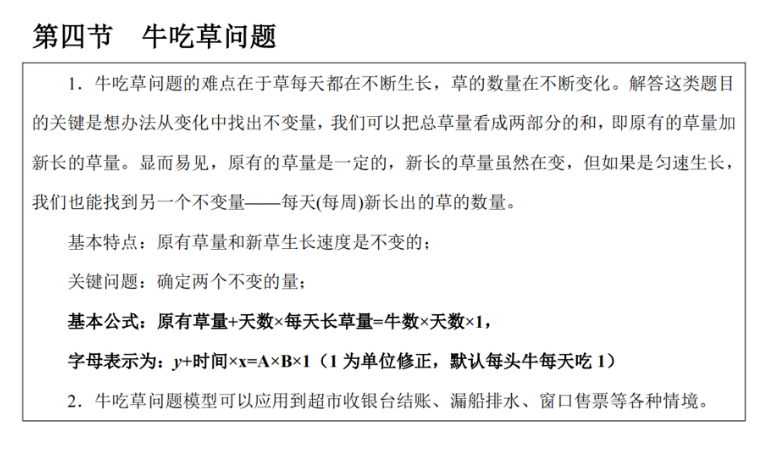 第四节　牛吃草问题
1．牛吃草问题的难点在于草每天都在不断生长，草的数量在不断变化。解答这类题目
的关键是想办法从变化中找出不变量，我们可以把总草量看成两部分的和，即原有的草量加
新长的草量。显而易见，原有的草量是一定的，新长的草量虽然在变，但如果是匀速生长，
我们也能找到另一个不变量——每天(每周)新长出的草的数量。
基本特点：原有草量和新草生长速度是不变的；
关键问题：确定两个不变的量；
基本公式：原有草量+天数×每天长草量=牛数×天数×1，
字母表示为：y+时间×x=A×B×1（1 为单位修正，默认每头牛每天吃 1）
2．牛吃草问题模型可以应用到超市收银台结账、漏船排水、窗口售票等各种情境。